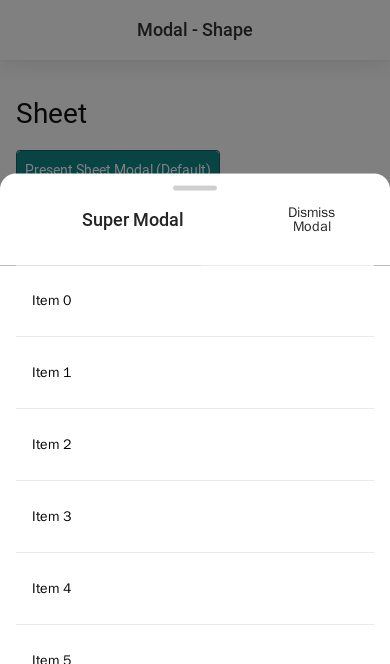 Modal - Shape
Sheet
Present Sheet Modal (Default)
Super Modal
Dismiss
Modal
Item 0
Item 1
Item 2
Item 3
Item 4
Item 5